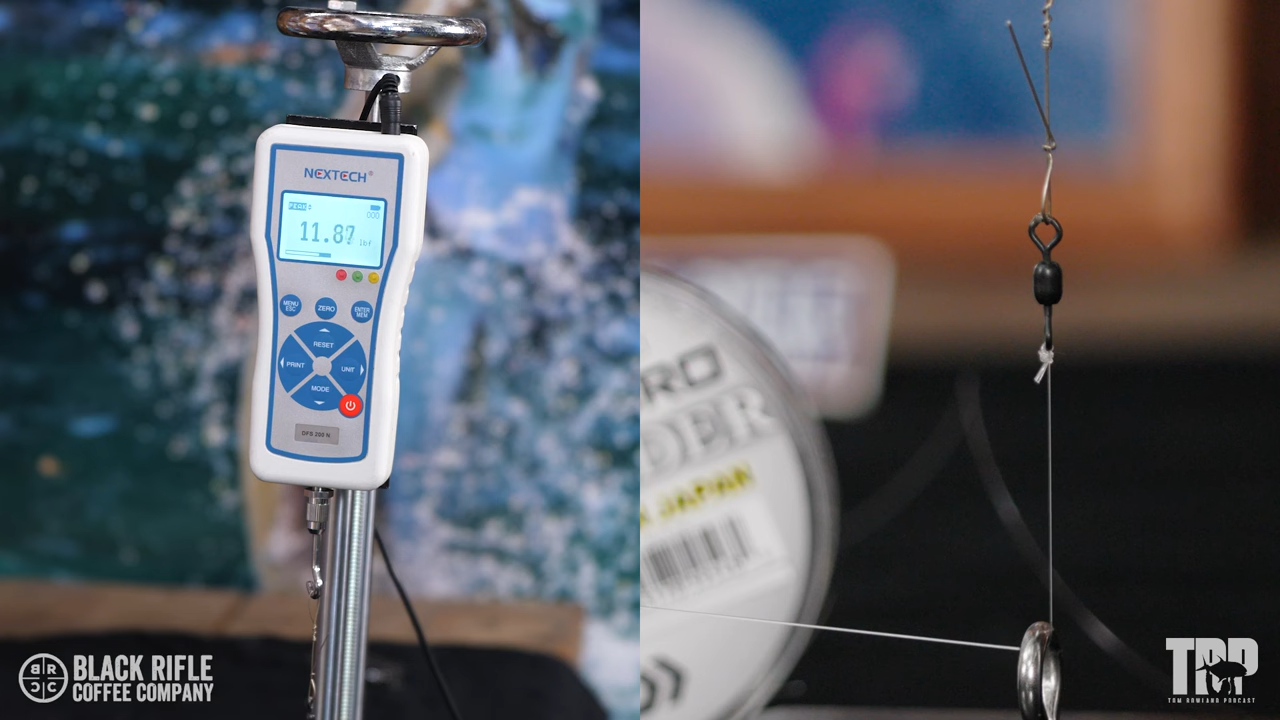 NEXTECH®
PEAK
000
11.87 lbf
MENU
ESC
ZERO
ENTER
MEM
RESET
PRINT
UNIT
MODE
DFS 200 N
JAPAN
B R
C C
BLACK RIFLE
COFFEE COMPANY
TRP
TOM ROWLAND PODCAST